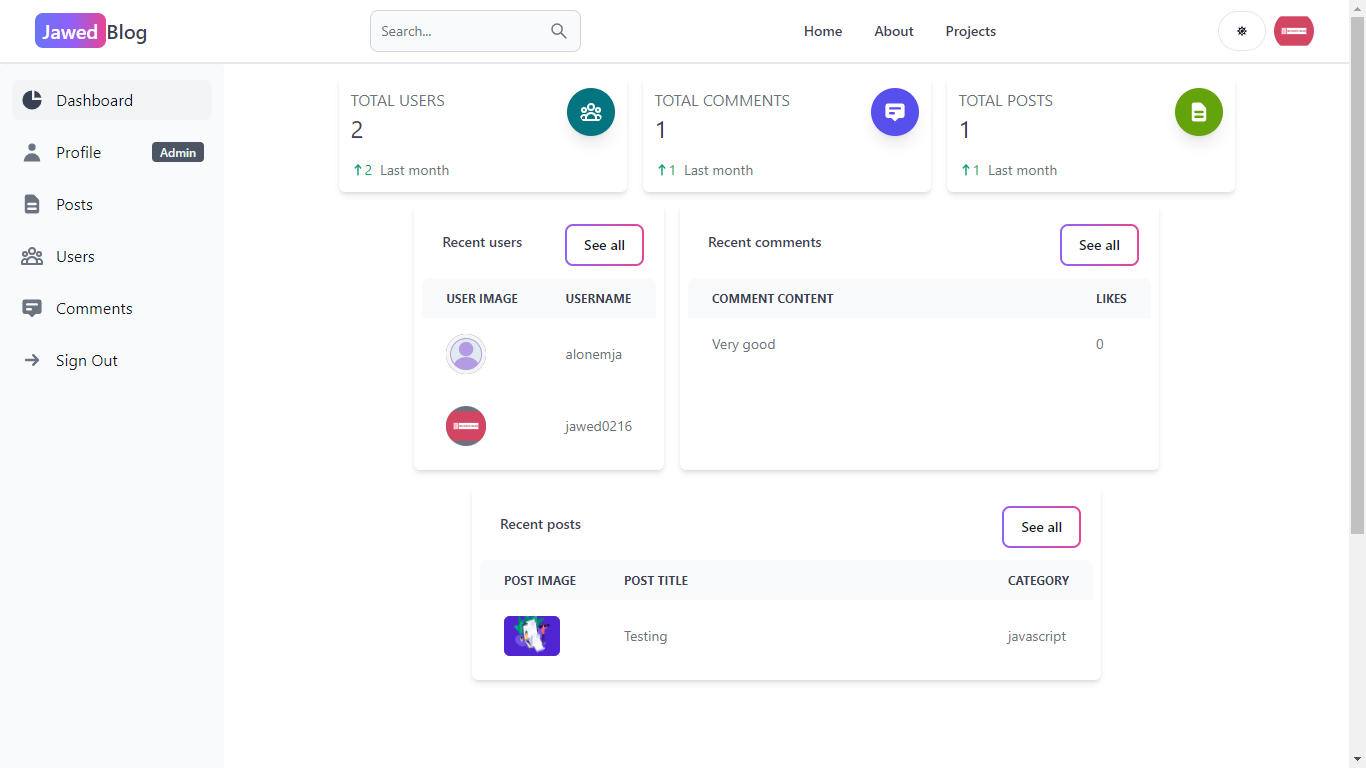 Jawed Blog
Search...
Home About Projects
Dashboard
Profile Admin
Posts
Users
Comments
Sign Out
TOTAL USERS
2
2 Last month
TOTAL COMMENTS
1
1 Last month
TOTAL POSTS
1
1 Last month
Recent users See all
USER IMAGE USERNAME
alonemja
jawed0216
Recent comments See all
COMMENT CONTENT LIKES
Very good 0
Recent posts See all
POST IMAGE POST TITLE CATEGORY
Testing javascript